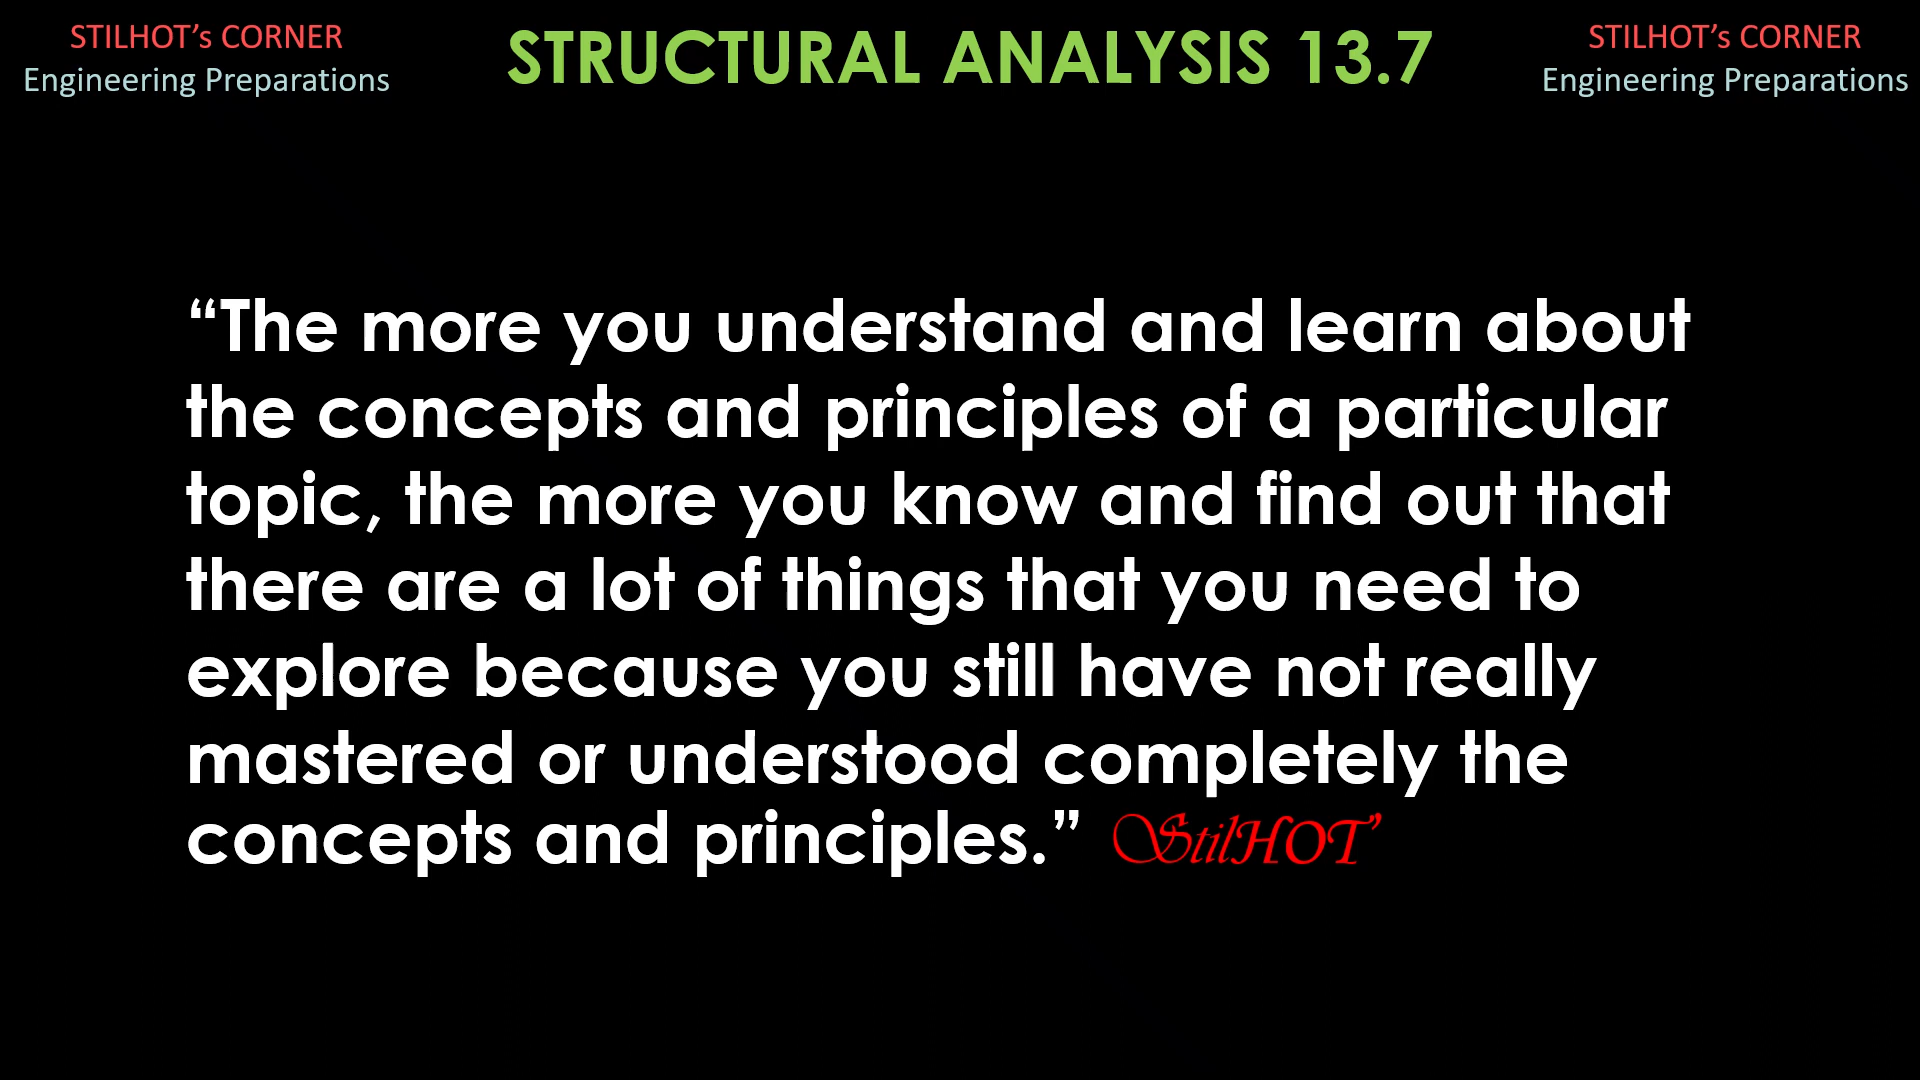 STILHOT’s CORNER
Engineering Preparations
STRUCTURAL ANALYSIS 13.7
STILHOT’s CORNER
Engineering Preparations
“The more you understand and learn about
the concepts and principles of a particular
topic, the more you know and find out that
there are a lot of things that you need to
explore because you still have not really
mastered or understood completely the
concepts and principles.” StilHOT’